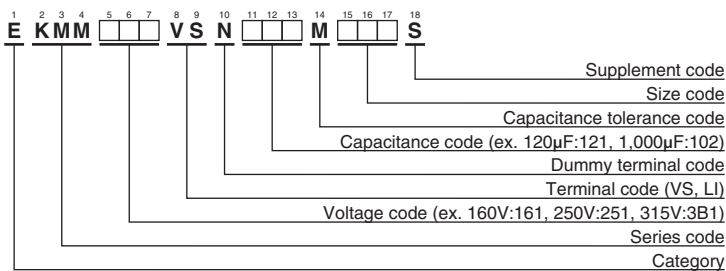 1 2 3 4 5 6 7 8 9 10 11 12 13 14 15 16 17 18
E KMM VS N M S
Supplement code
Size code
Capacitance tolerance code
Capacitance code (ex. 120µF:121, 1,000µF:102)
Dummy terminal code
Terminal code (VS, LI)
Voltage code (ex. 160V:161, 250V:251, 315V:3B1)
Series code
Category